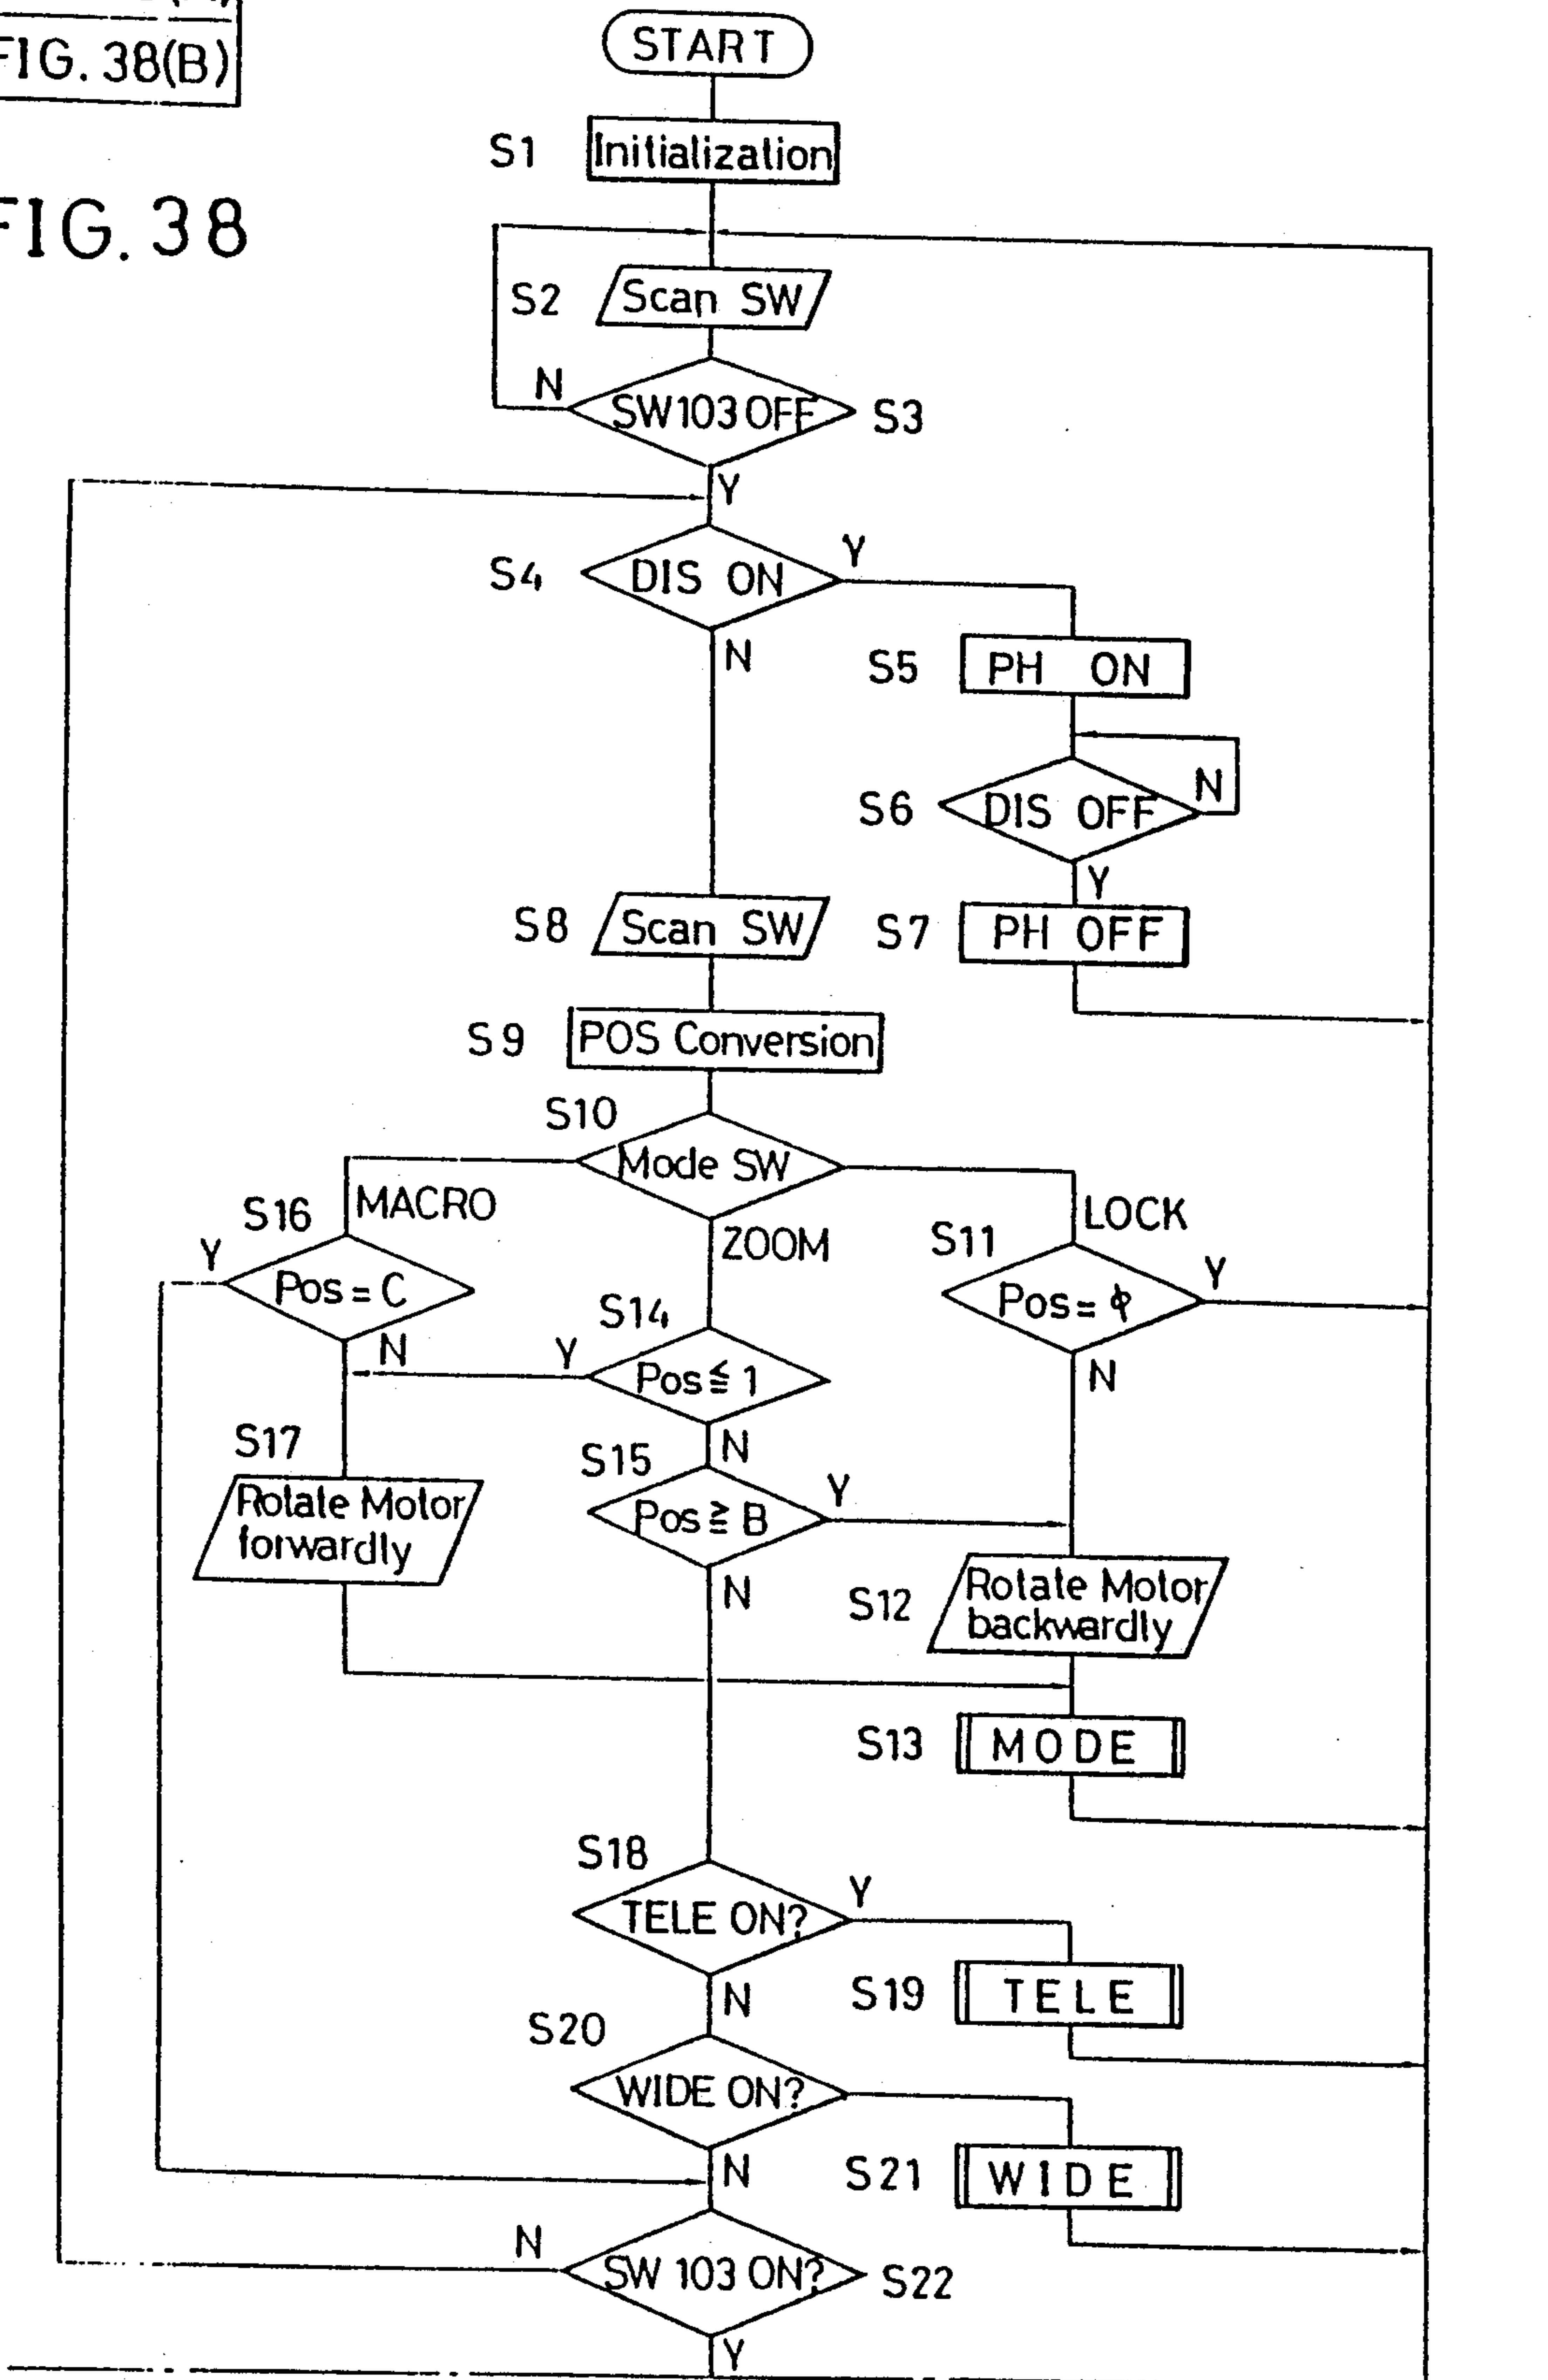 FIG. 38(B)
FIG. 38
START
S1 Initialization
S2 Scan SW
N
SW103 OFF S3
Y
S4 DIS ON Y
N
S5 PH ON
S6 DIS OFF N
Y
S8 Scan SW
S7 PH OFF
S9 POS Conversion
S10
Mode SW
MACRO
ZOOM
LOCK
S16
Y
Pos = C
N
S11
Pos = ϕ
Y
N
S14
Y
Pos ≦ 1
N
S15
Pos ≧ B
Y
N
S17
Rotate Motor
forwardly
S12
Rotate Motor
backwardly
S13 MODE
S18
TELE ON?
Y
N
S19 TELE
S20
WIDE ON?
N
S21 WIDE
N
SW 103 ON? S22
Y